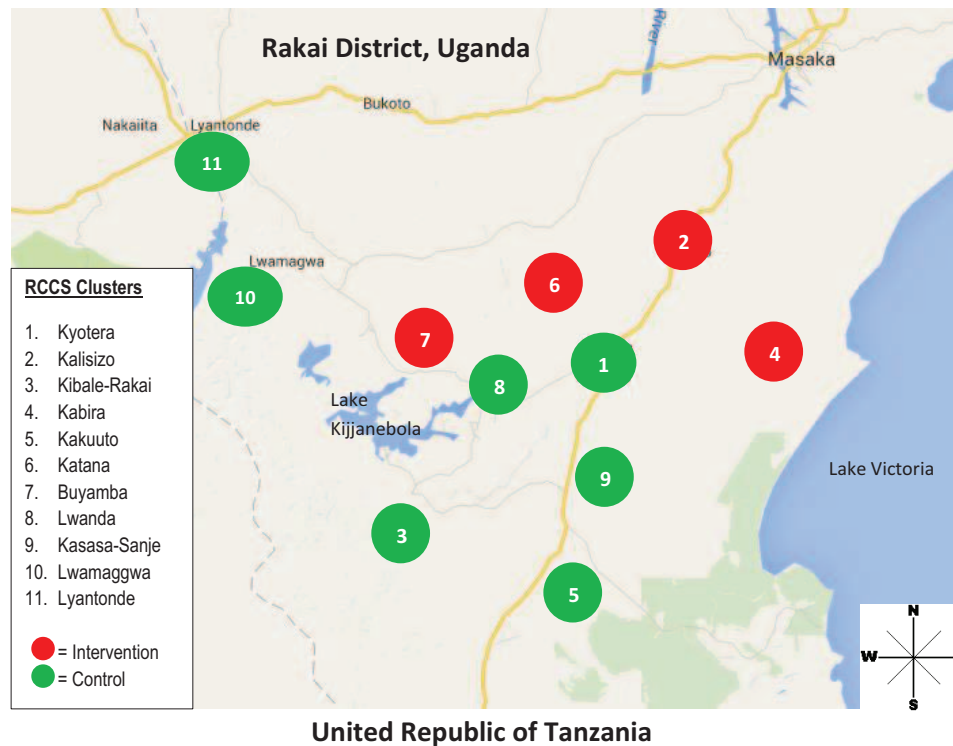 Rakai District, Uganda
River
Masaka
Bukoto
Nakaiita
Lyantonde
11
2
Lwamagwa
6
10
7
1
4
8
Lake
Kijjanebola
Lake Victoria
9
3
5
RCCS Clusters
1. Kyotera
2. Kalisizo
3. Kibale-Rakai
4. Kabira
5. Kakuuto
6. Katana
7. Buyamba
8. Lwanda
9. Kasasa-Sanje
10. Lwamaggwa
11. Lyantonde
= Intervention
= Control
N
W
S
United Republic of Tanzania